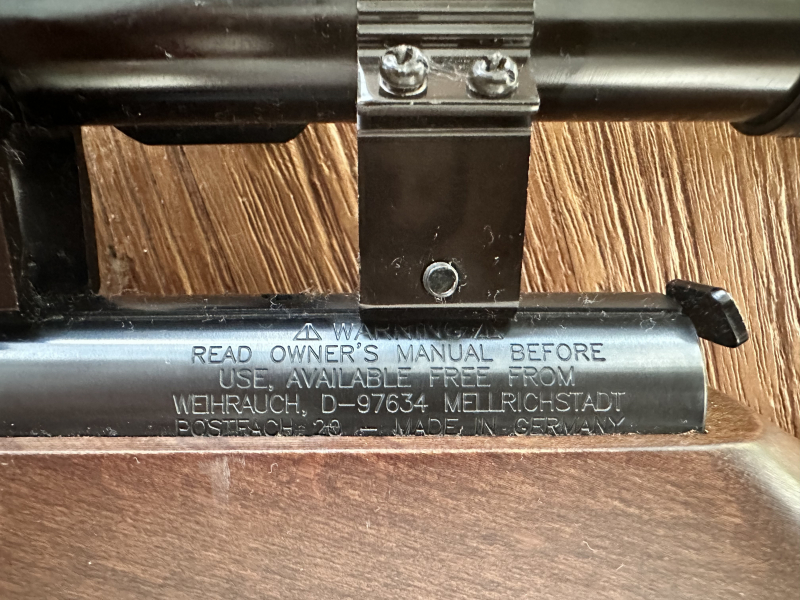 ⚠ WARNING ⚠
READ OWNER'S MANUAL BEFORE
USE, AVAILABLE FREE FROM
WEIHRAUCH, D-97634 MELLRICHSTADT
POSTFACH 20 - MADE IN GERMANY